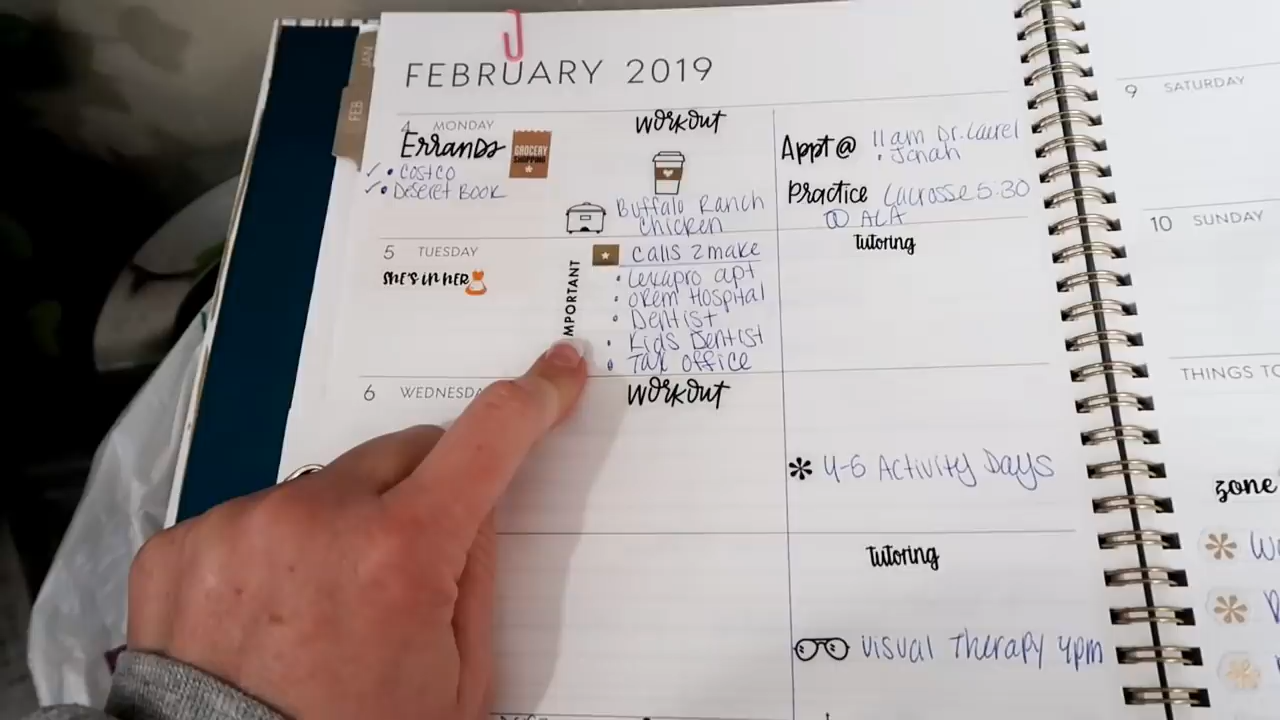 JAN
FEB
FEBRUARY 2019
4 MONDAY
Errands
GROCERY
SHOPPING
✓ • COSTCO
✓ • Deseret Book
workout
Buffalo Ranch
Chicken
Appt @ 11am Dr. Laurel
• Jonah
Practice Lacrosse 5:30
@ ALA
5 TUESDAY
SHE'S IN HER
IMPORTANT
Calls 2 make
• Lexapro apt
• Orem Hospital
• Dentist
• Kids Dentist
• Tax office
tutoring
6 WEDNESDA
workout
* 4-6 Activity Days
tutoring
Visual Therapy 4pm
9 SATURDAY
10 SUNDAY
THINGS TO
zone